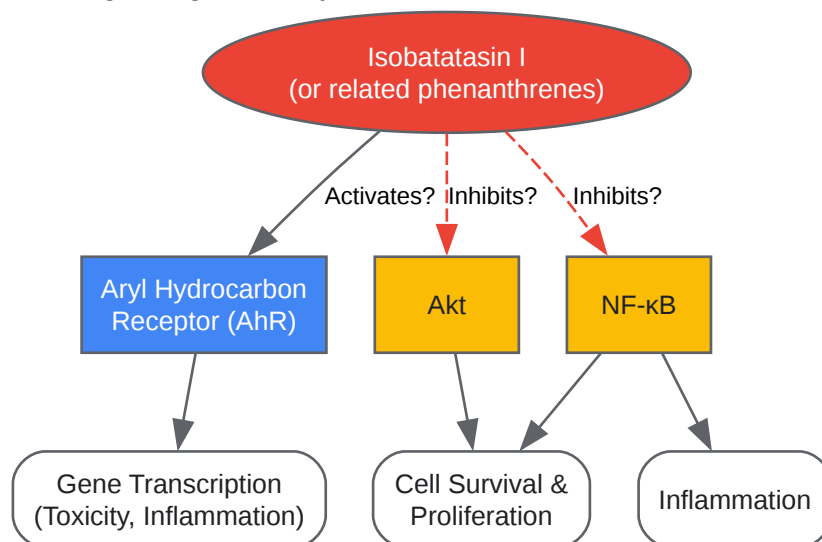 Isobatatasin I
(or related phenanthrenes)
Activates?
Inhibits?
Inhibits?
Aryl Hydrocarbon
Receptor (AhR)
Akt
NF-κB
Gene Transcription
(Toxicity, Inflammation)
Cell Survival &
Proliferation
Inflammation